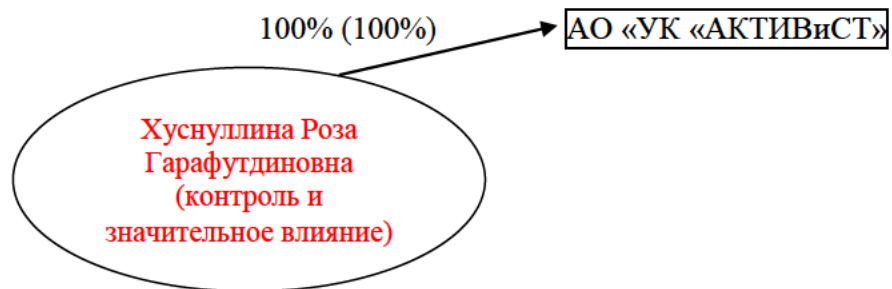 100% (100%)
АО «УК «АКТИВиСТ»
Хуснуллина Роза
Гарафутдиновна
(контроль и
значительное влияние)